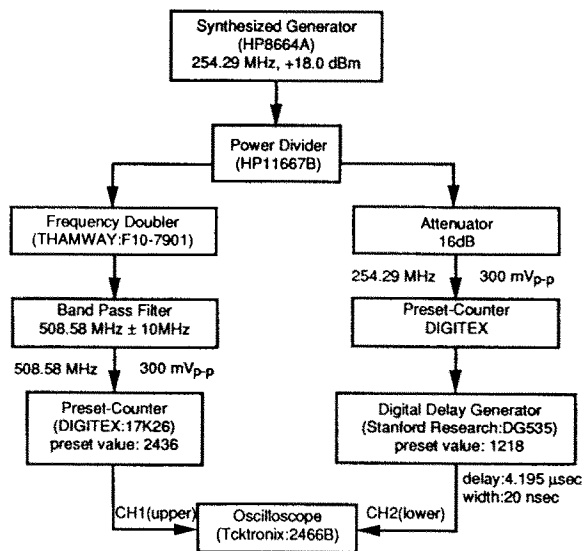 Synthesized Generator
(HP8664A)
254.29 MHz, +18.0 dBm
Power Divider
(HP11667B)
Frequency Doubler
(THAMWAY:F10-7901)
Attenuator
16dB
254.29 MHz 300 mVp-p
Band Pass Filter
508.58 MHz ± 10MHz
Preset-Counter
DIGITEX
508.58 MHz 300 mVp-p
Preset-Counter
(DIGITEX:17K26)
preset value: 2436
Digital Delay Generator
(Stanford Research:DG535)
preset value: 1218
delay:4.195 µsec
width:20 nsec
CH1(upper)
Oscilloscope
(Tcktronix:2466B)
CH2(lower)